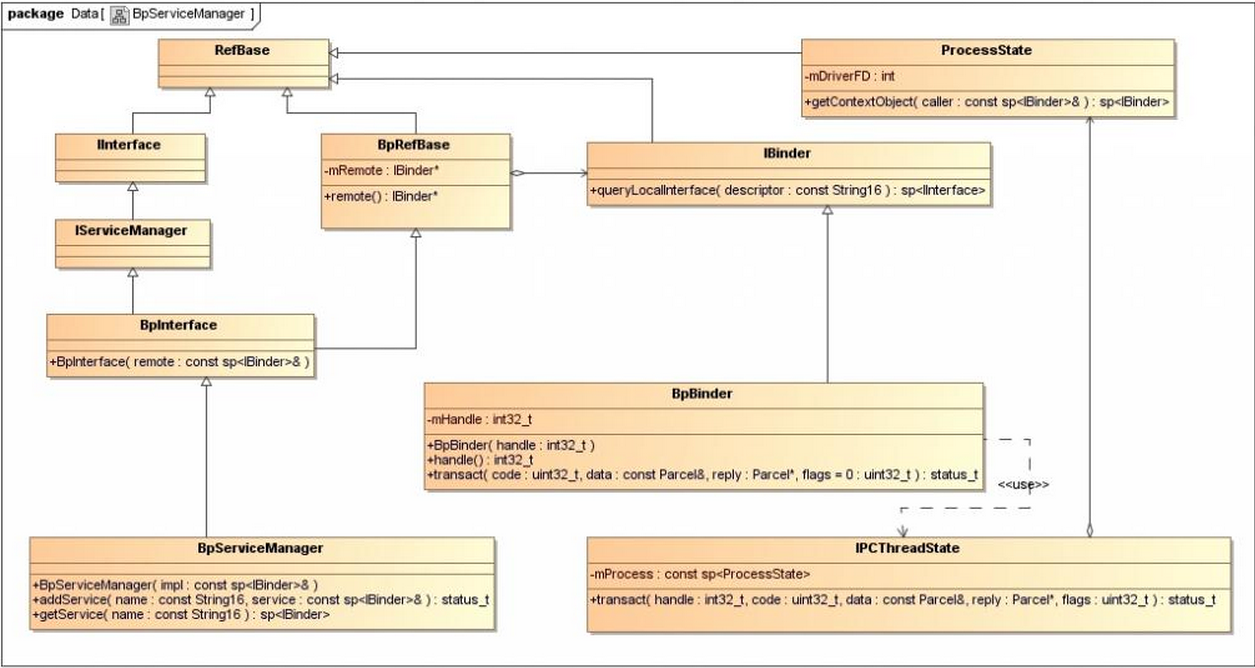 package Data[ BpServiceManager ]
RefBase
ProcessState
-mDriverFD : int
+getContextObject( caller : const sp<IBinder>& ) : sp<IBinder>
IInterface
BpRefBase
-mRemote : IBinder*
+remote() : IBinder*
IBinder
+queryLocalInterface( descriptor : const String16 ) : sp<IInterface>
IServiceManager
BpInterface
+BpInterface( remote : const sp<IBinder>& )
BpBinder
-mHandle : int32_t
+BpBinder( handle : int32_t )
+handle() : int32_t
+transact( code : uint32_t, data : const Parcel&, reply : Parcel*, flags = 0 : uint32_t ) : status_t
<<use>>
BpServiceManager
+BpServiceManager( impl : const sp<IBinder>& )
+addService( name : const String16, service : const sp<IBinder>& ) : status_t
+getService( name : const String16 ) : sp<IBinder>
IPCThreadState
-mProcess : const sp<ProcessState>
+transact( handle : int32_t, code : uint32_t, data : const Parcel&, reply : Parcel*, flags : uint32_t ) : status_t